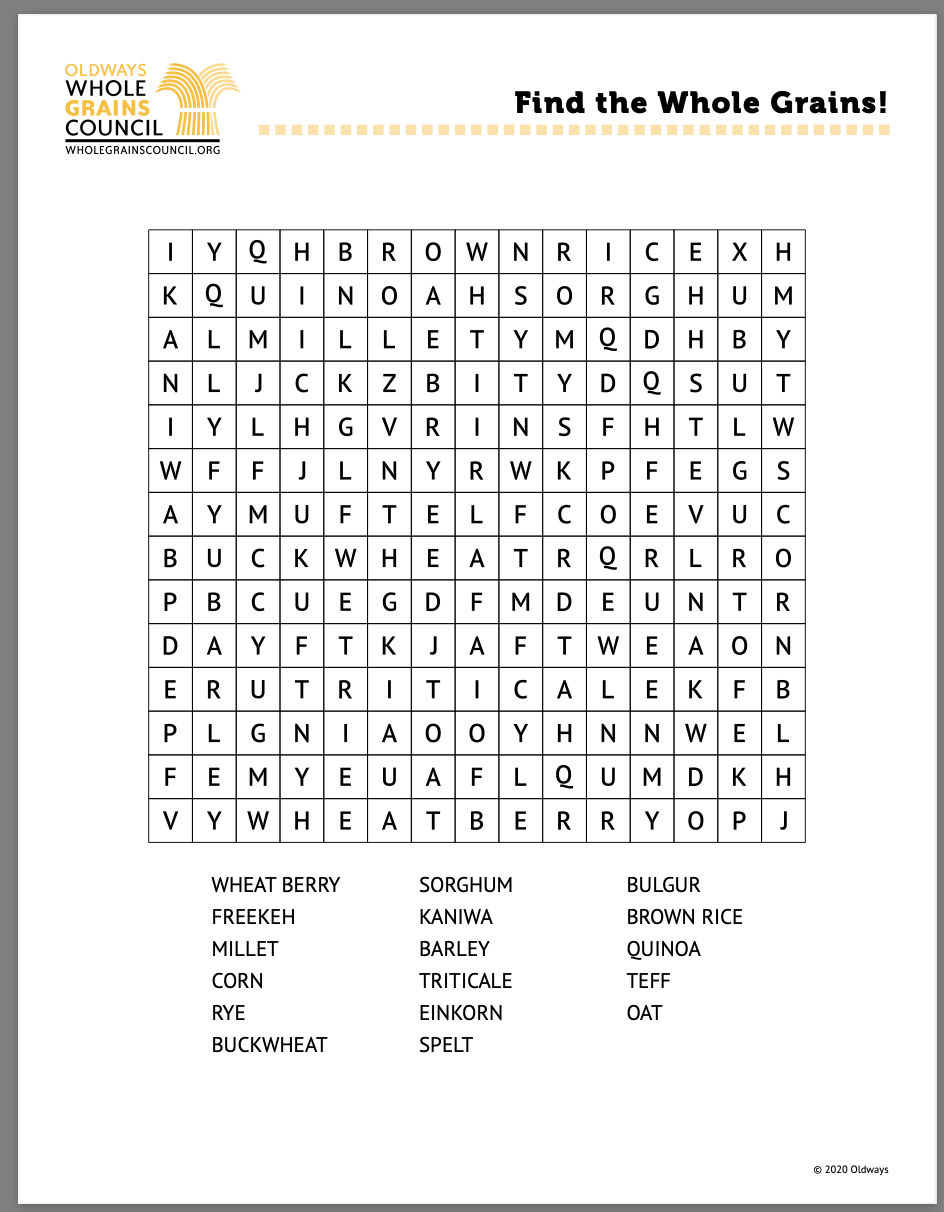 OLDWAYS
WHOLE
GRAINS
COUNCIL
WHOLEGRAINSCOUNCIL.ORG
Find the Whole Grains!
I Y Q H B R O W N R I C E X H
K Q U I N O A H S O R G H U M
A L M I L L E T Y M Q D H B Y
N L J C K Z B I T Y D Q S U T
I Y L H G V R I N S F H T L W
W F F J L N Y R W K P F E G S
A Y M U F T E L F C O E V U C
B U C K W H E A T R Q R L R O
P B C U E G D F M D E U N T R
D A Y F T K J A F T W E A O N
E R U T R I T I C A L E K F B
P L G N I A O O Y H N N W E L
F E M Y E U A F L Q U M D K H
V Y W H E A T B E R R Y O P J
WHEAT BERRY SORGHUM BULGUR
FREEKEH KANIWA BROWN RICE
MILLET BARLEY QUINOA
CORN TRITICALE TEFF
RYE EINKORN OAT
BUCKWHEAT SPELT
© 2020 Oldways